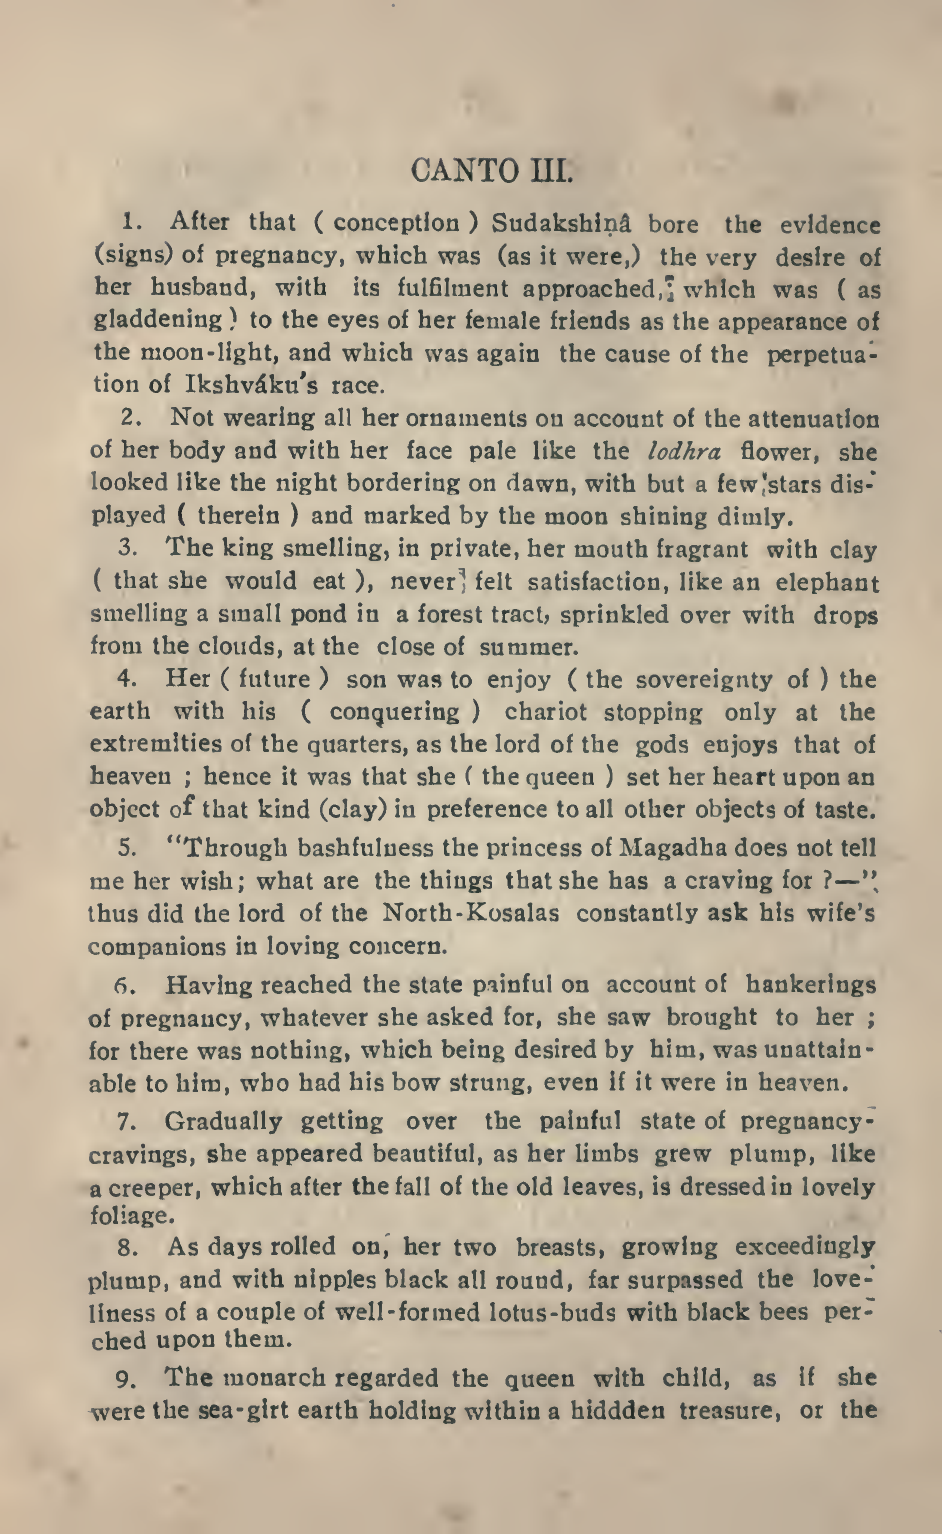 CANTO III.
1. After that ( conception ) Sudakshiṇâ bore the evidence
(signs) of pregnancy, which was (as it were,) the very desire of
her husband, with its fulfilment approached, which was ( as
gladdening ) to the eyes of her female friends as the appearance of
the moon-light, and which was again the cause of the perpetua-
tion of Ikshváku's race.
2. Not wearing all her ornaments on account of the attenuation
of her body and with her face pale like the lodhra flower, she
looked like the night bordering on dawn, with but a few stars dis-
played ( therein ) and marked by the moon shining dimly.
3. The king smelling, in private, her mouth fragrant with clay
( that she would eat ), never felt satisfaction, like an elephant
smelling a small pond in a forest tract, sprinkled over with drops
from the clouds, at the close of summer.
4. Her ( future ) son was to enjoy ( the sovereignty of ) the
earth with his ( conquering ) chariot stopping only at the
extremities of the quarters, as the lord of the gods enjoys that of
heaven ; hence it was that she ( the queen ) set her heart upon an
object of that kind (clay) in preference to all other objects of taste.
5. "Through bashfulness the princess of Magadha does not tell
me her wish; what are the things that she has a craving for ?—"
thus did the lord of the North-Kosalas constantly ask his wife's
companions in loving concern.
6. Having reached the state painful on account of hankerings
of pregnancy, whatever she asked for, she saw brought to her ;
for there was nothing, which being desired by him, was unattain-
able to him, who had his bow strung, even if it were in heaven.
7. Gradually getting over the painful state of pregnancy-
cravings, she appeared beautiful, as her limbs grew plump, like
a creeper, which after the fall of the old leaves, is dressed in lovely
foliage.
8. As days rolled on, her two breasts, growing exceedingly
plump, and with nipples black all round, far surpassed the love-
liness of a couple of well-formed lotus-buds with black bees per-
ched upon them.
9. The monarch regarded the queen with child, as if she
were the sea-girt earth holding within a hiddden treasure, or the